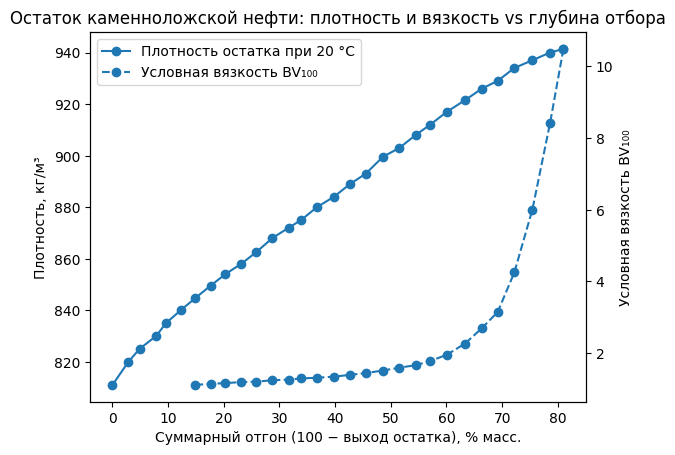 Остаток каменноложской нефти: плотность и вязкость vs глубина отбора
Плотность остатка при 20 °C
Условная вязкость BV₁₀₀
940
920
900
880
860
840
820
10
8
6
4
2
Плотность, кг/м³
Условная вязкость BV₁₀₀
0 10 20 30 40 50 60 70 80
Суммарный отгон (100 − выход остатка), % масс.